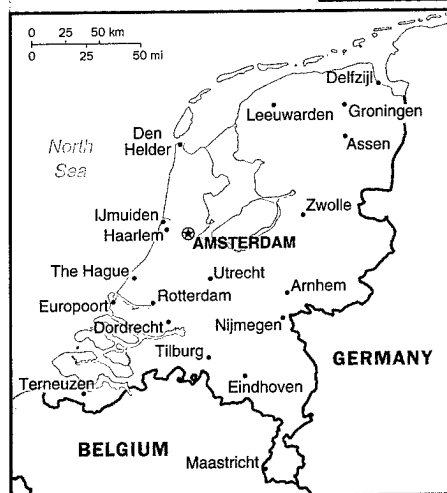 0 25 50 km
0 25 50 mi
Delfzijl
Leeuwarden
Groningen
Den
Helder
Assen
North
Sea
Zwolle
IJmuiden
Haarlem
AMSTERDAM
The Hague
Utrecht
Arnhem
Europoort
Rotterdam
Dordrecht
Nijmegen
Tilburg
GERMANY
Terneuzen
Eindhoven
BELGIUM
Maastricht